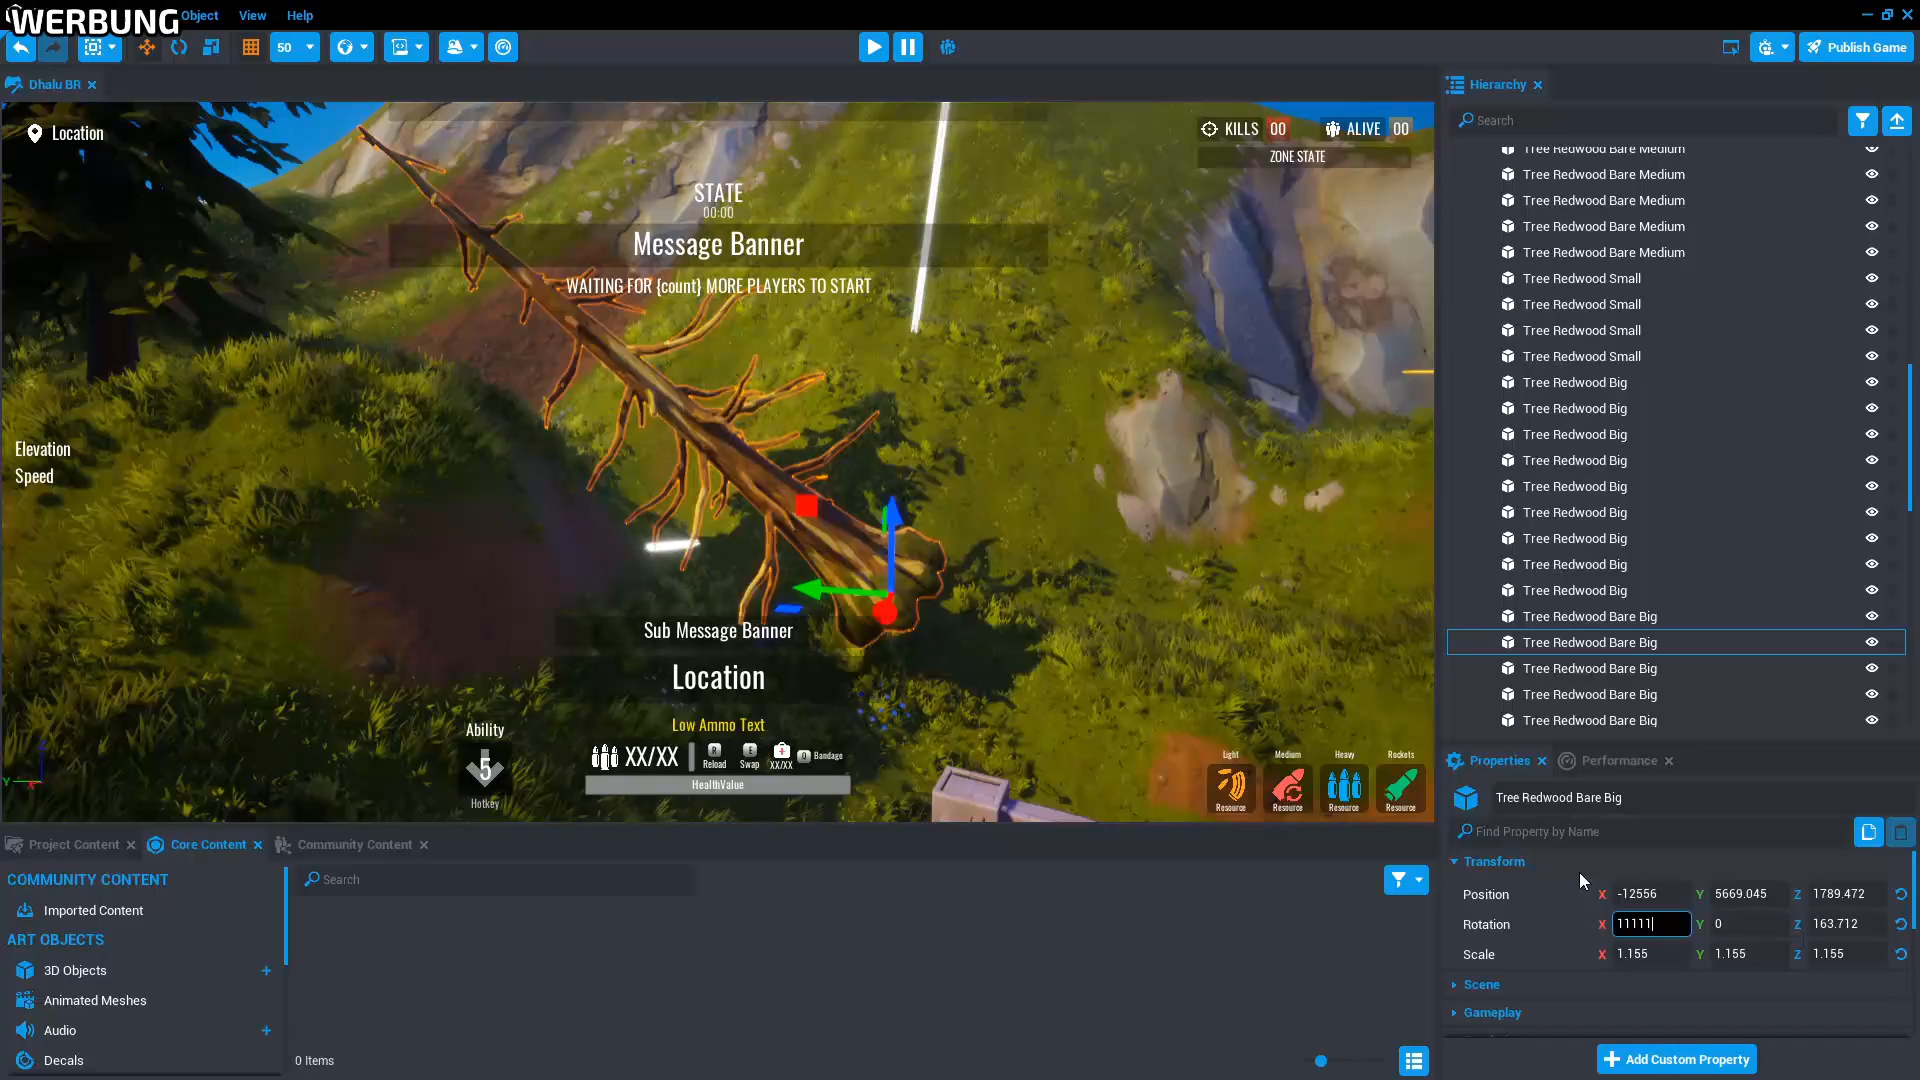 WERBUNG
Object
View
Help
50
Publish Game
Dhalu BR
Location
KILLS 00
ALIVE 00
ZONE STATE
STATE
00:00
Message Banner
WAITING FOR {count} MORE PLAYERS TO START
Elevation
Speed
Sub Message Banner
Location
Low Ammo Text
Ability
5
Hotkey
XX/XX
R
Reload
E
Swap
XX/XX
Q
Bandage
HealthValue
Light
Resource
Medium
Resource
Heavy
Resource
Rockets
Resource
Y
X
Hierarchy
Search
Tree Redwood Bare Medium
Tree Redwood Bare Medium
Tree Redwood Bare Medium
Tree Redwood Bare Medium
Tree Redwood Bare Medium
Tree Redwood Small
Tree Redwood Small
Tree Redwood Small
Tree Redwood Small
Tree Redwood Big
Tree Redwood Big
Tree Redwood Big
Tree Redwood Big
Tree Redwood Big
Tree Redwood Big
Tree Redwood Big
Tree Redwood Big
Tree Redwood Big
Tree Redwood Bare Big
Tree Redwood Bare Big
Tree Redwood Bare Big
Tree Redwood Bare Big
Tree Redwood Bare Big
Properties
Performance
Tree Redwood Bare Big
Find Property by Name
Transform
Position X -12556 Y 5669.045 Z 1789.472
Rotation X 11111 Y 0 Z 163.712
Scale X 1.155 Y 1.155 Z 1.155
Scene
Gameplay
Add Custom Property
Project Content
Core Content
Community Content
COMMUNITY CONTENT
Imported Content
ART OBJECTS
3D Objects
Animated Meshes
Audio
Decals
Search
0 Items